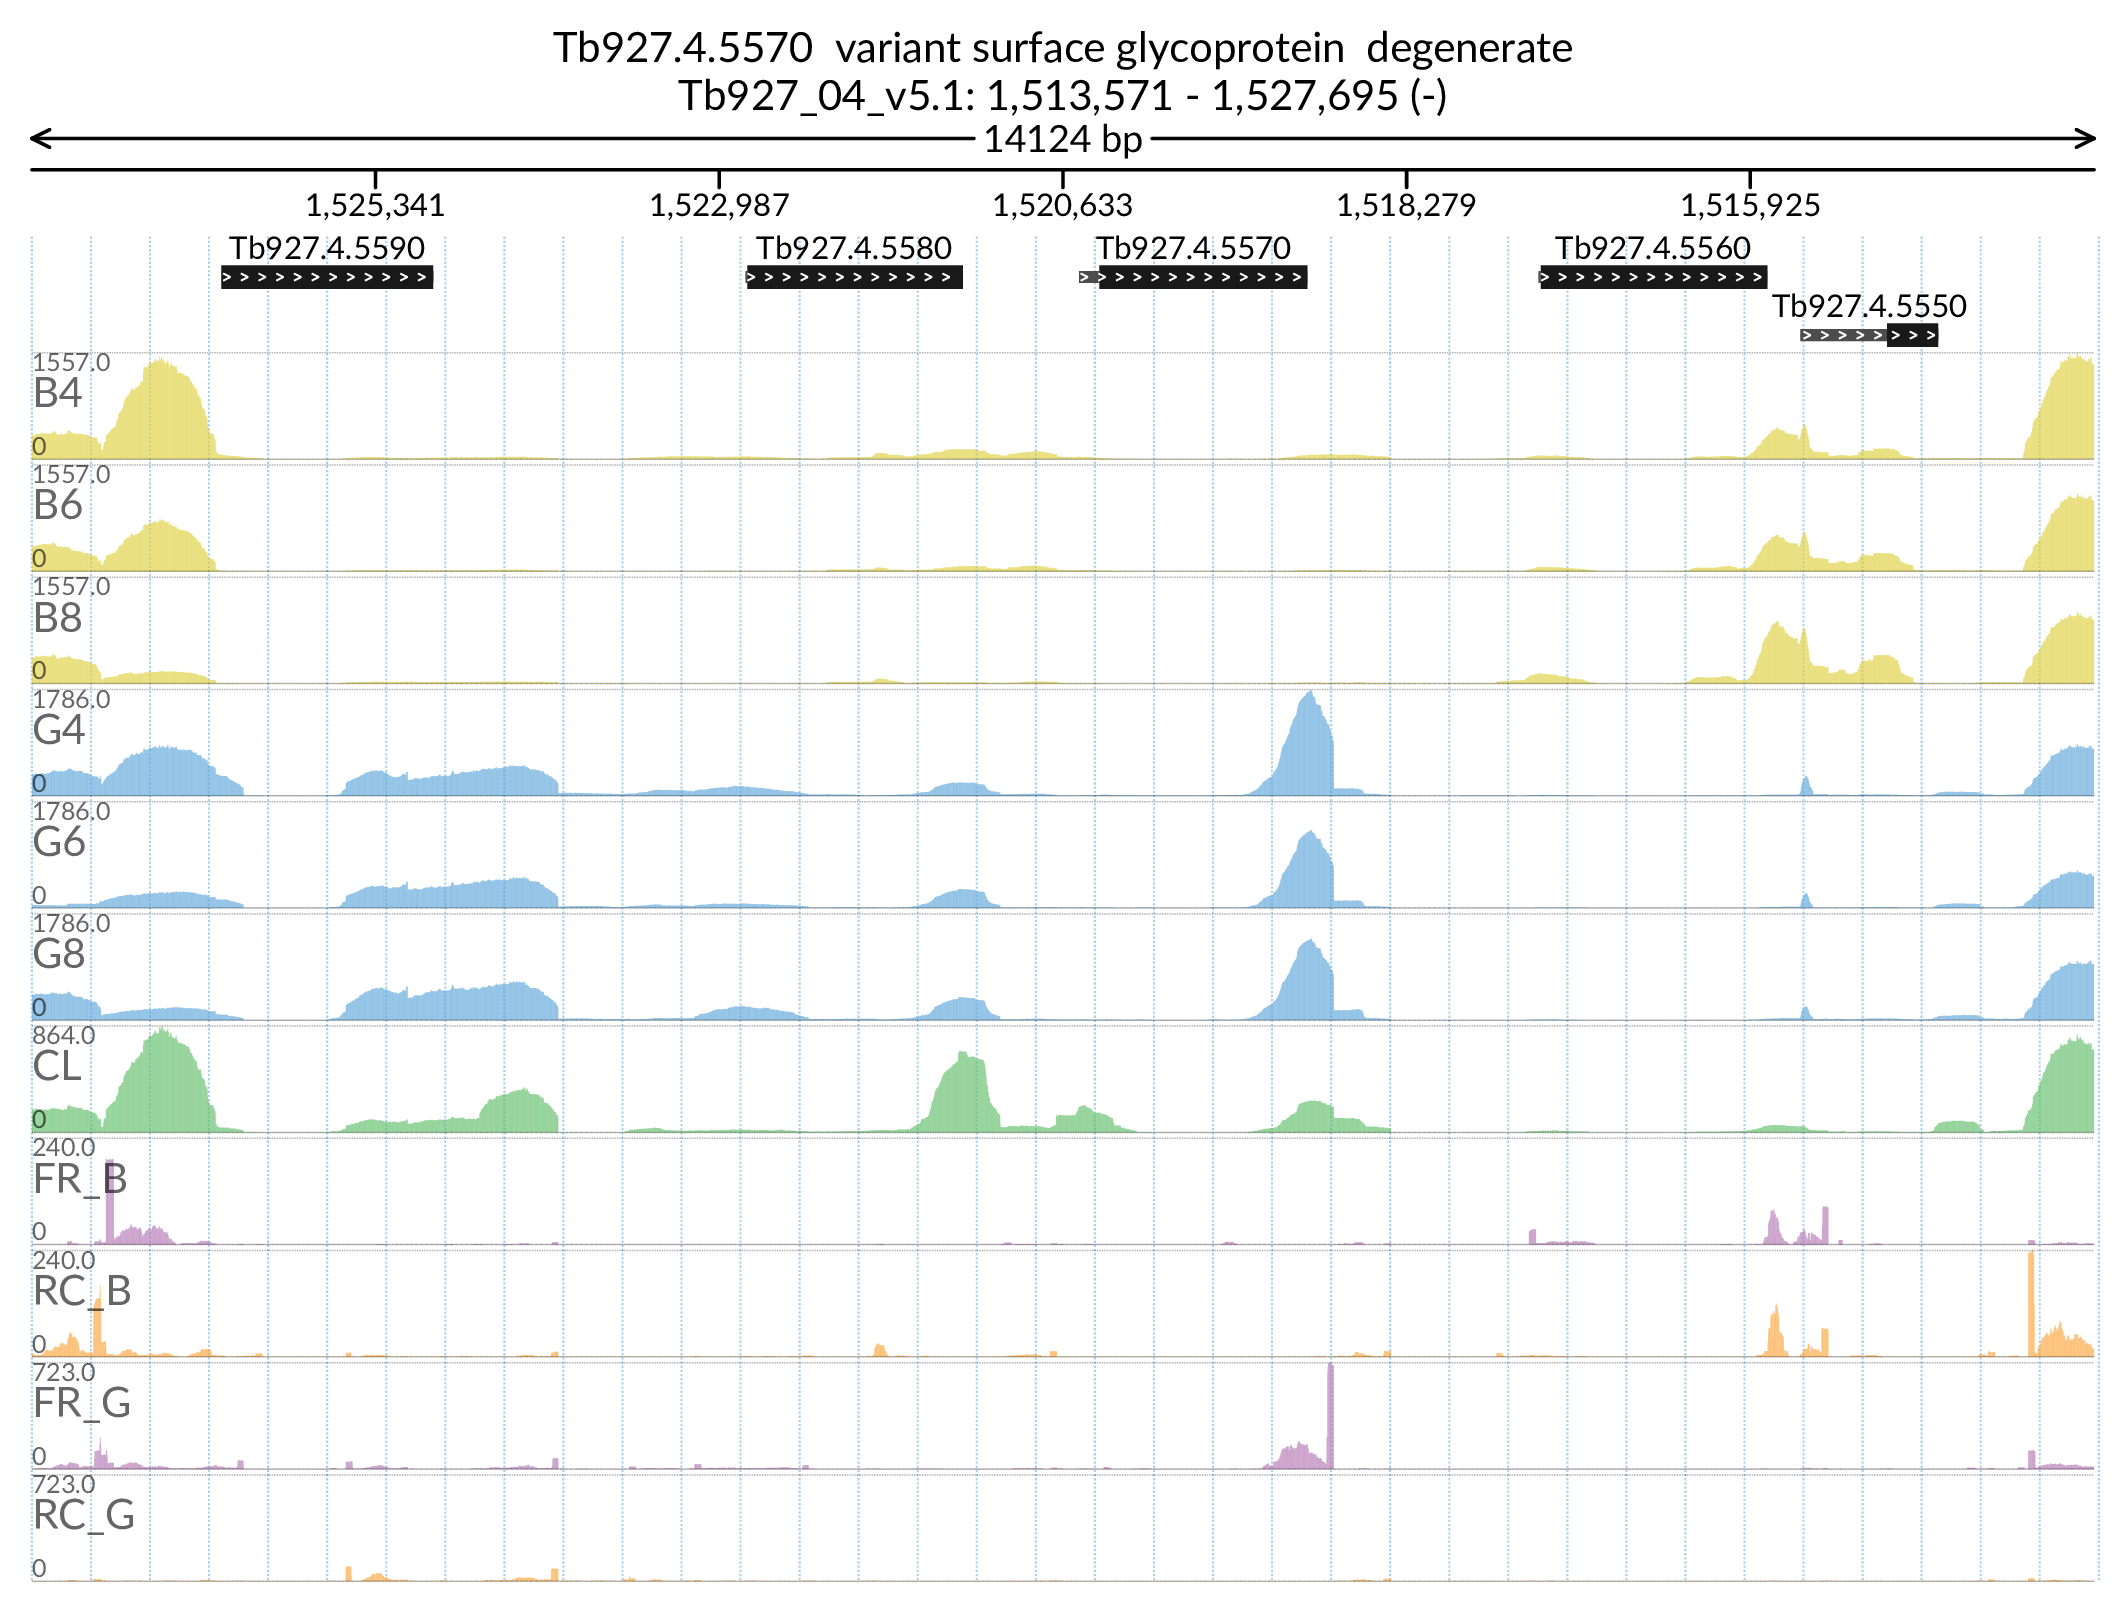 Tb927.4.5570  variant surface glycoprotein  degenerate
Tb927_04_v5.1: 1,513,571 - 1,527,695 (-)
14124 bp
1,525,341 1,522,987 1,520,633 1,518,279 1,515,925
Tb927.4.5590 Tb927.4.5580 Tb927.4.5570 Tb927.4.5560
Tb927.4.5550
1557.0
B4
0
1557.0
B6
0
1557.0
B8
0
1786.0
G4
0
1786.0
G6
0
1786.0
G8
0
864.0
CL
0
240.0
FR_B
0
240.0
RC_B
0
723.0
FR_G
0
723.0
RC_G
0